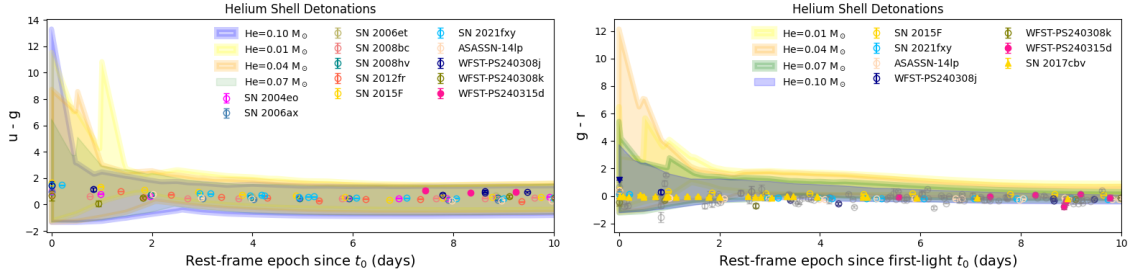 Helium Shell Detonations
14
12
10
8
6
4
2
0
−2
u - g
He=0.10 M⊙
He=0.01 M⊙
He=0.04 M⊙
He=0.07 M⊙
SN 2004eo
SN 2006ax
SN 2006et
SN 2008bc
SN 2008hv
SN 2012fr
SN 2015F
SN 2021fxy
ASASSN-14lp
WFST-PS240308j
WFST-PS240308k
WFST-PS240315d
0 2 4 6 8 10
Rest-frame epoch since t₀ (days)
Helium Shell Detonations
12
10
8
6
4
2
0
−2
g - r
He=0.01 M⊙
He=0.04 M⊙
He=0.07 M⊙
He=0.10 M⊙
SN 2015F
SN 2021fxy
ASASSN-14lp
WFST-PS240308j
WFST-PS240308k
WFST-PS240315d
SN 2017cbv
0 2 4 6 8 10
Rest-frame epoch since first-light t₀ (days)